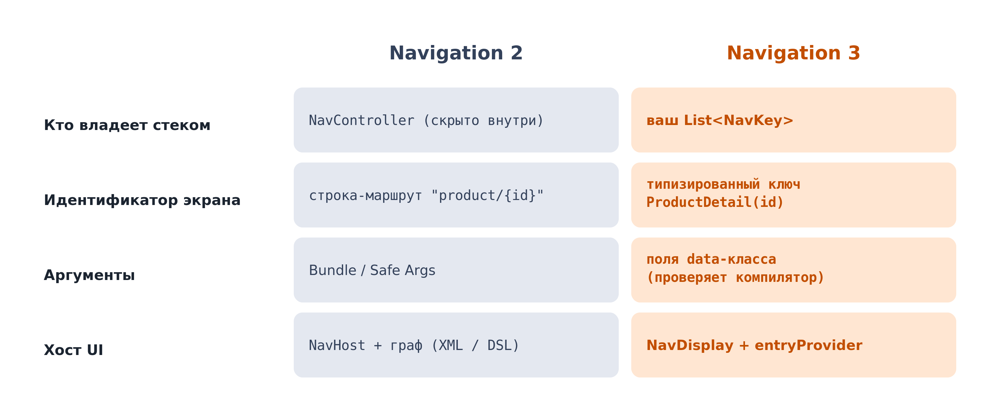 Navigation 2
Navigation 3
Кто владеет стеком
NavController (скрыто внутри)
ваш List<NavKey>
Идентификатор экрана
строка-маршрут "product/{id}"
типизированный ключ
ProductDetail(id)
Аргументы
Bundle / Safe Args
поля data-класса
(проверяет компилятор)
Хост UI
NavHost + граф (XML / DSL)
NavDisplay + entryProvider